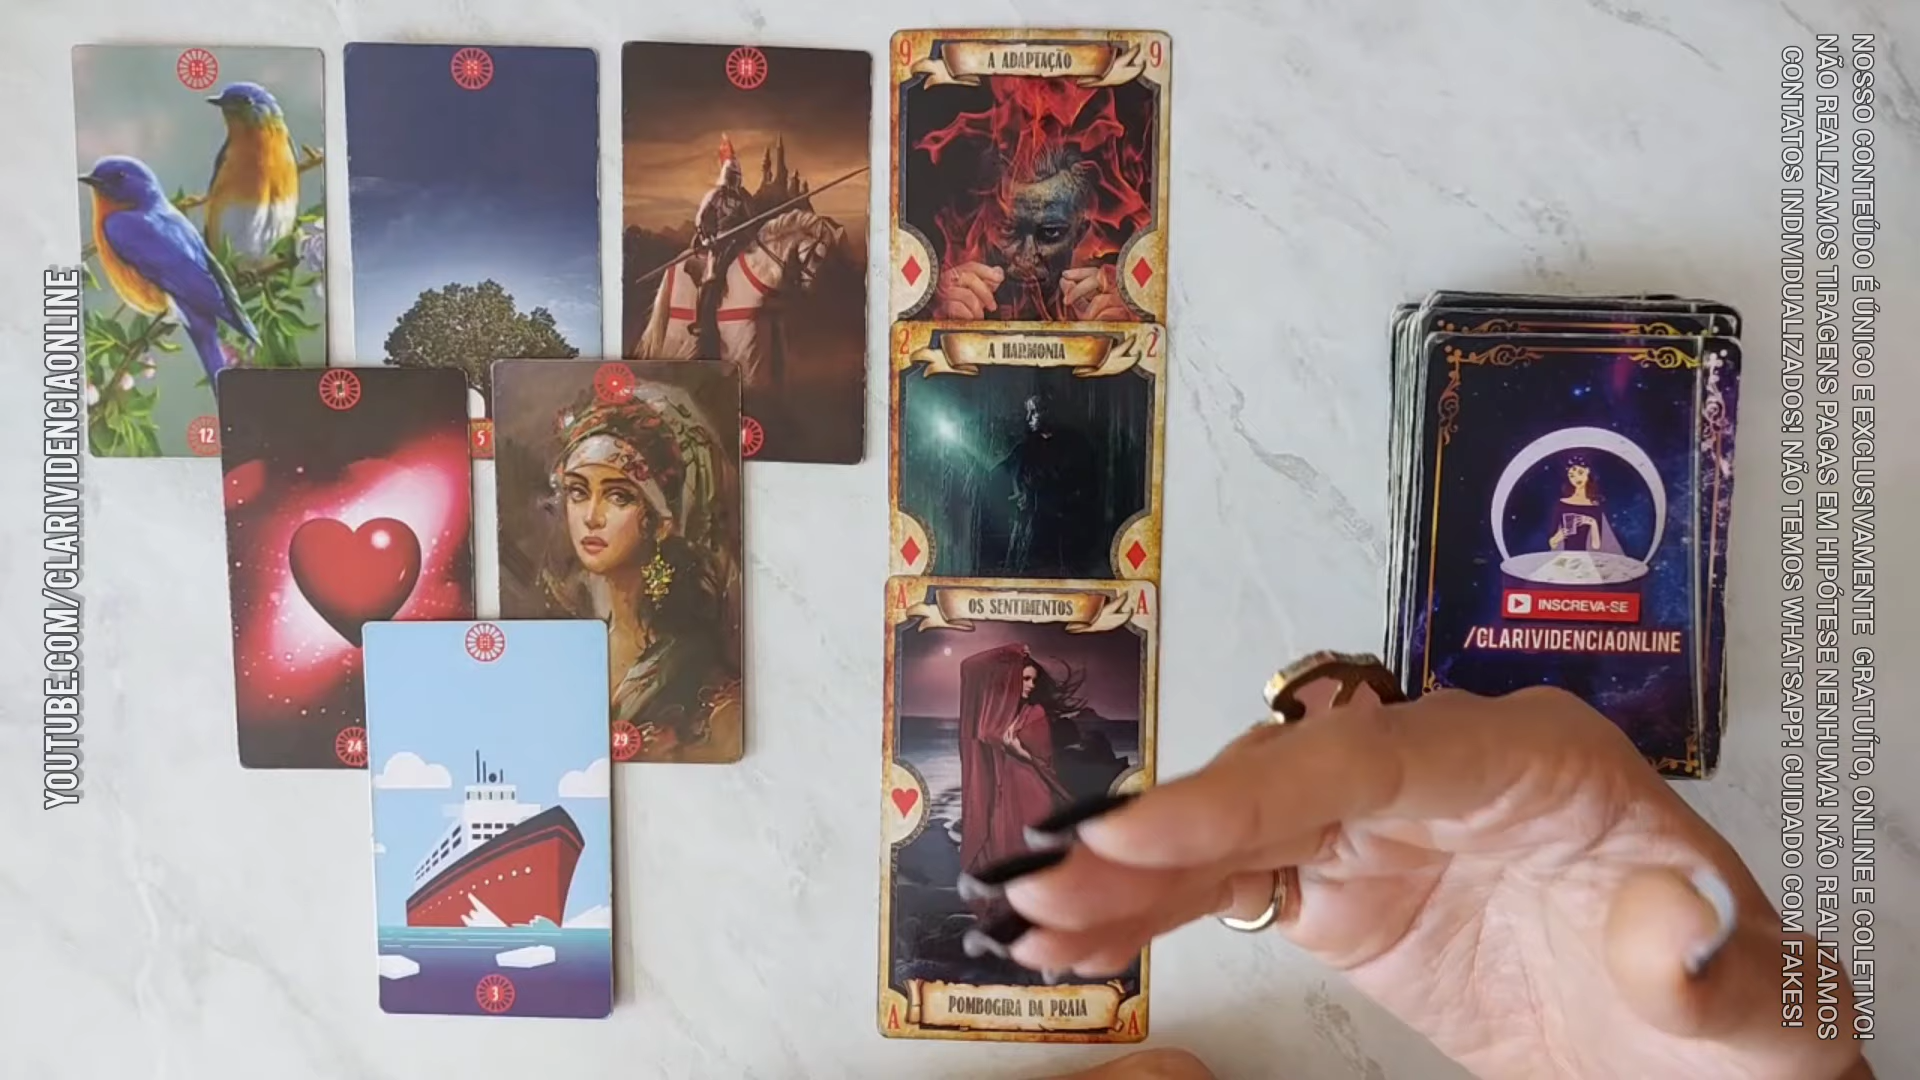 YOUTUBE.COM/CLARIVIDENCIAONLINE
12
5
1
24
29
3
9 A ADAPTAÇÃO 9
2 A HARMONIA 2
A OS SENTIMENTOS A
POMBOGIRA DA PRAIA
A A
INSCREVA-SE
/CLARIVIDENCIAONLINE
NOSSO CONTEÚDO É ÚNICO E EXCLUSIVAMENTE GRATUÍTO, ONLINE E COLETIVO!
NÃO REALIZAMOS TIRAGENS PAGAS EM HIPÓTESE NENHUMA! NÃO REALIZAMOS
CONTATOS INDIVIDUALIZADOS! NÃO TEMOS WHATSAPP! CUIDADO COM FAKES!